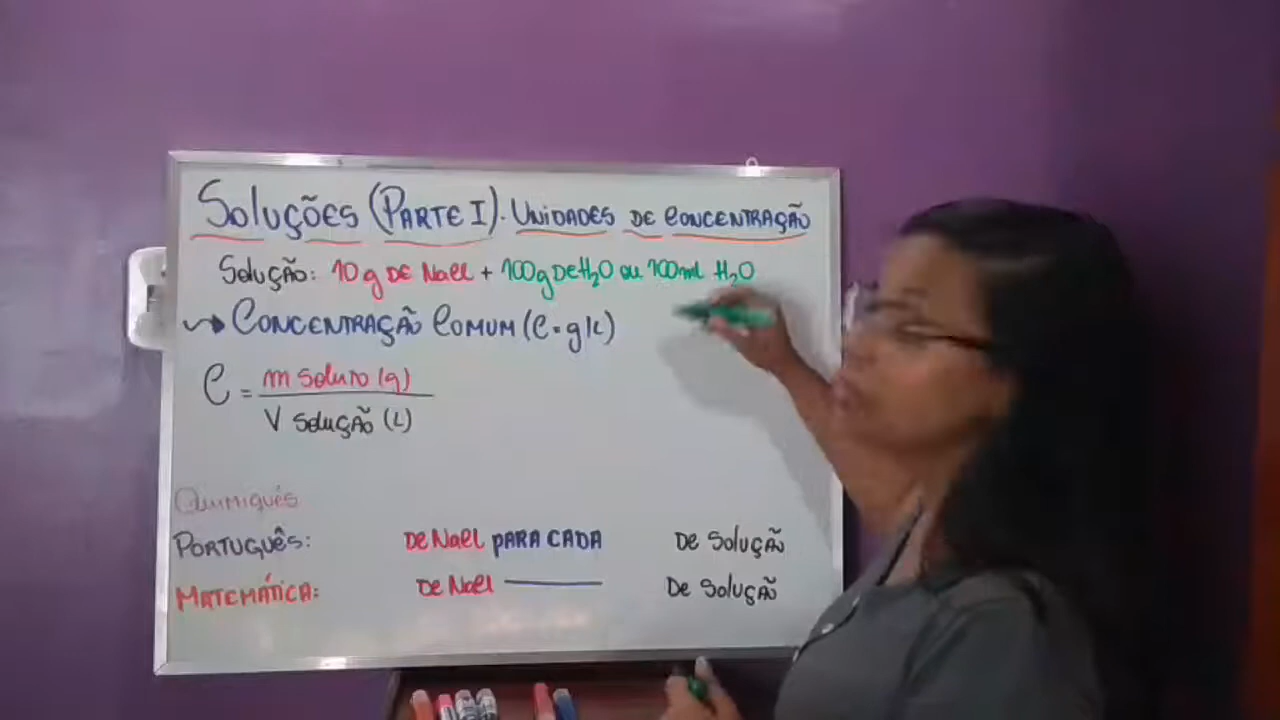 SOLUÇÕES (PARTE I). UNIDADES DE CONCENTRAÇÃO
SOLUÇÃO: 10g DE NaCl + 100g DE H2O ou 100ml H2O
CONCENTRAÇÃO COMUM (C = g/L)
C = m SOLUTO (g)
V SOLUÇÃO (L)
QUIMIQUÊS
PORTUGUÊS: DE NaCl PARA CADA DE SOLUÇÃO
MATEMÁTICA: DE NaCl DE SOLUÇÃO